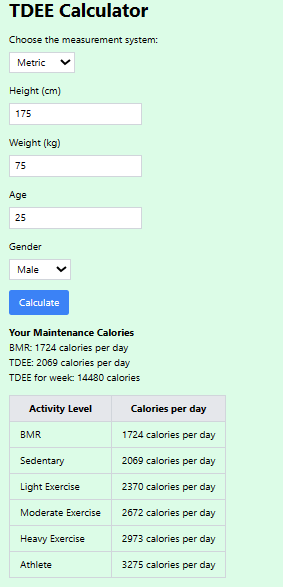 TDEE Calculator
Choose the measurement system:
Metric
Height (cm)
175
Weight (kg)
75
Age
25
Gender
Male
Calculate
Your Maintenance Calories
BMR: 1724 calories per day
TDEE: 2069 calories per day
TDEE for week: 14480 calories
Activity Level Calories per day
BMR 1724 calories per day
Sedentary 2069 calories per day
Light Exercise 2370 calories per day
Moderate Exercise 2672 calories per day
Heavy Exercise 2973 calories per day
Athlete 3275 calories per day